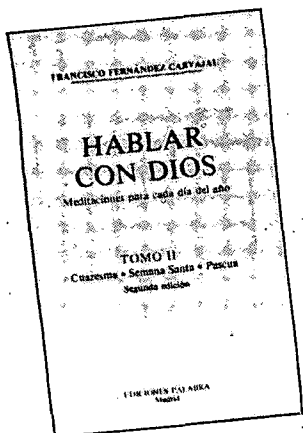 FRANCISCO FERNÁNDEZ CARVAJAL
HABLAR
CON DIOS
Meditaciones para cada día del año
TOMO II
Cuaresma • Semana Santa • Pascua
Segunda edición
EDICIONES PALABRA
Madrid